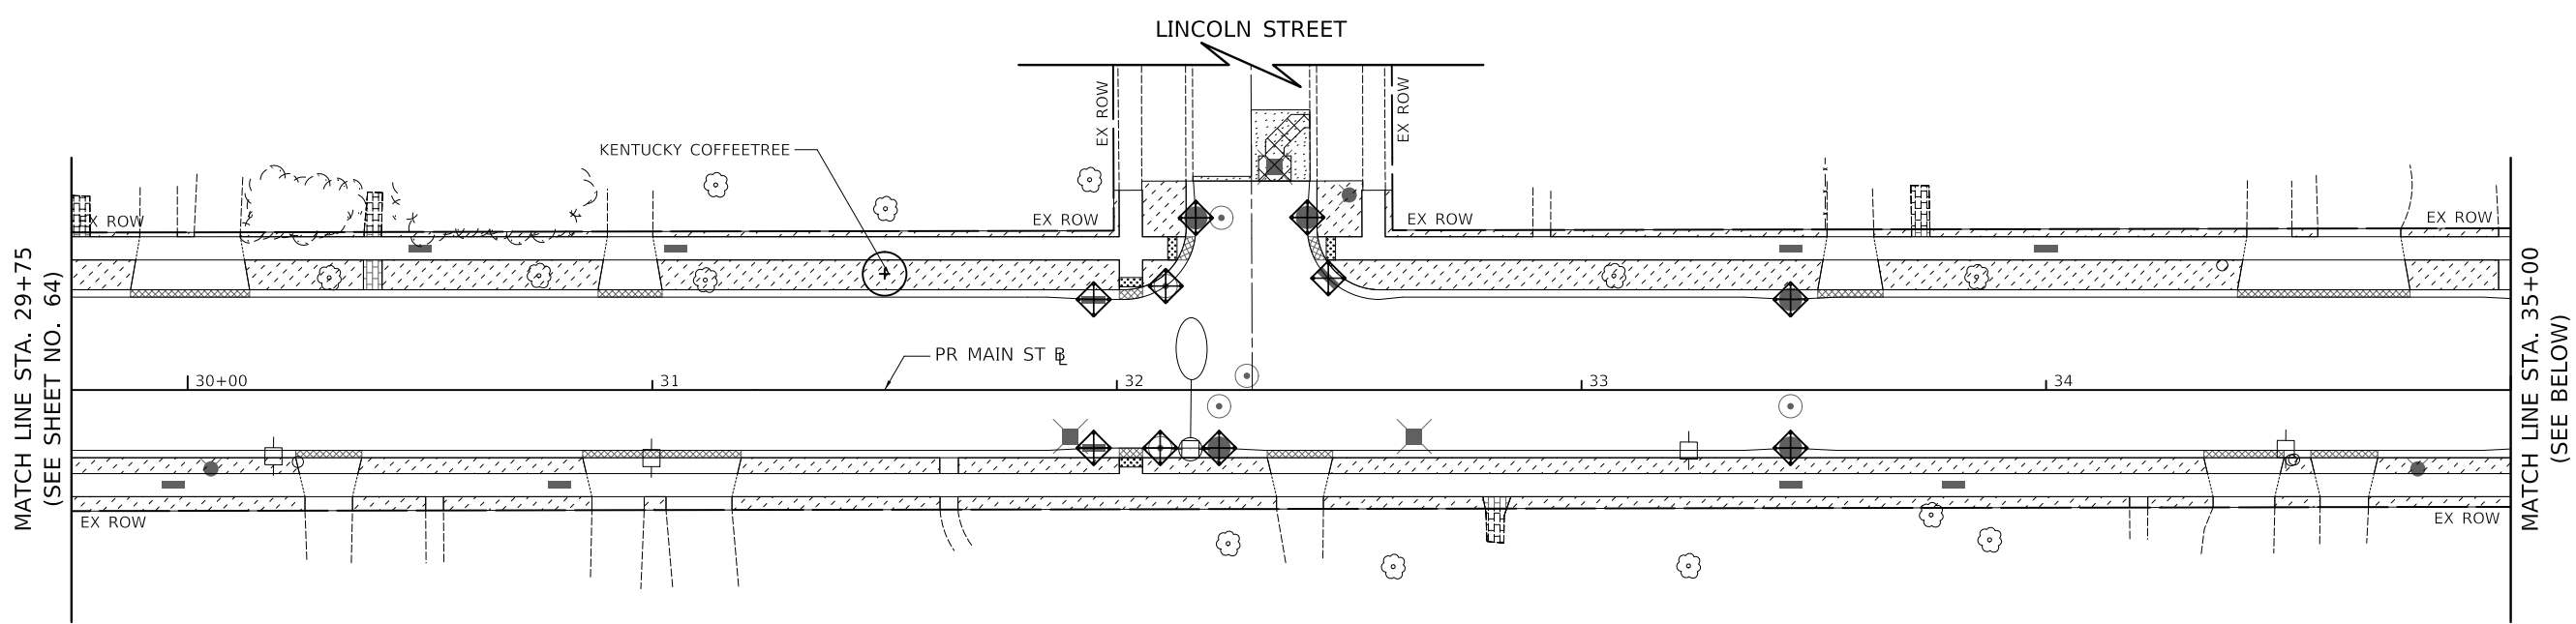 LINCOLN STREET
EX ROW
EX ROW
KENTUCKY COFFEETREE
EX ROW
EX ROW
EX ROW
EX ROW
MATCH LINE STA. 29+75
(SEE SHEET NO. 64)
MATCH LINE STA. 35+00
(SEE BELOW)
PR MAIN ST BL
30+00
31
32
33
34
EX ROW
EX ROW